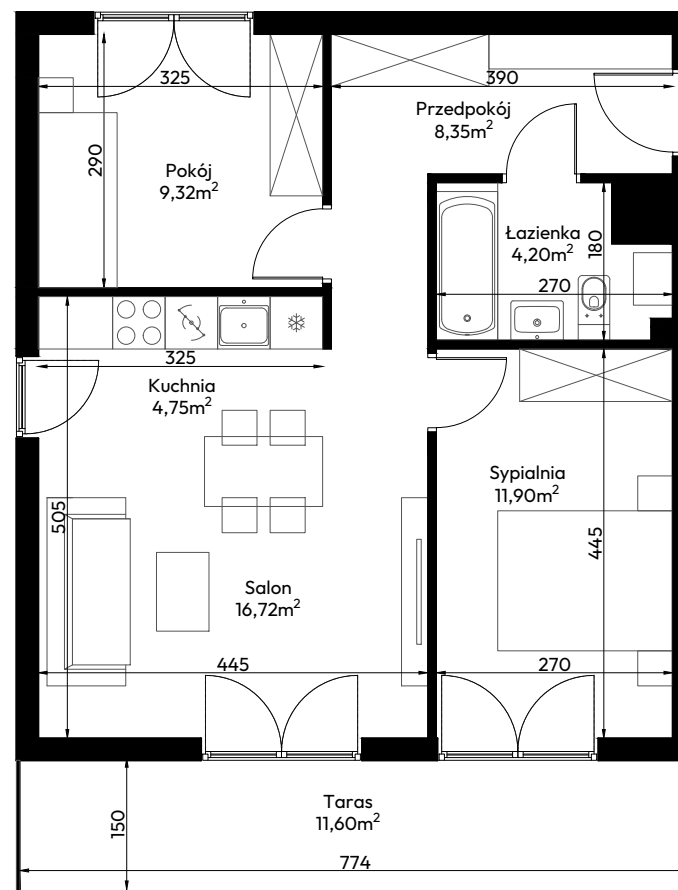 325
390
Przedpokój
8,35m²
290
Pokój
9,32m²
Łazienka
4,20m²
180
270
325
Kuchnia
4,75m²
Sypialnia
11,90m²
505
445
Salon
16,72m²
445
270
Taras
11,60m²
150
774